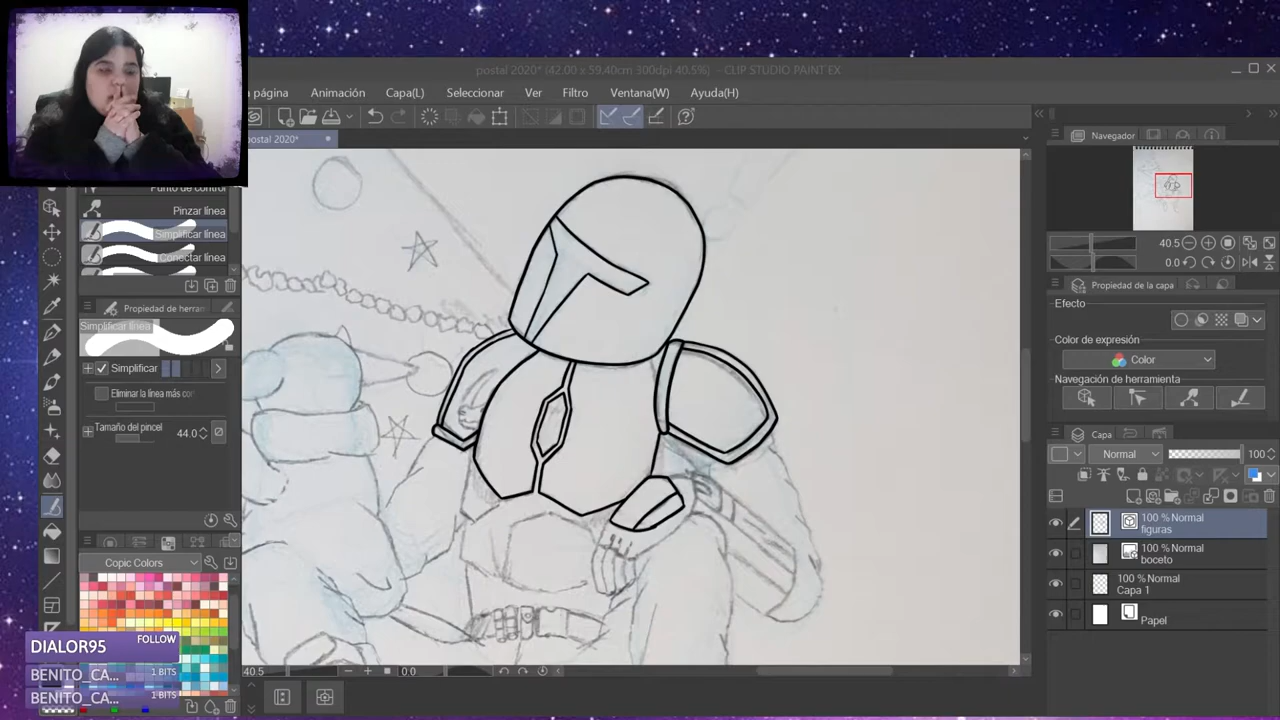 postal 2020* (42.00 x 59.40cm 300dpi 40.5%) - CLIP STUDIO PAINT EX
página Animación Capa(L) Seleccionar Ver Filtro Ventana(W) Ayuda(H)
postal 2020*
Punto de control
Pinzar línea
Simplificar línea
Conectar línea
Propiedad de herrar
Simplificar línea
Simplificar
Eliminar la línea más co
Tamaño del pincel 44.0
Copic Colors
DIALOR95 FOLLOW
BENITO_CA... 1 BITS
BENITO_CA... 1 BITS
40.5 0.0
Navegador
40.5
0.0
Propiedad de la capa
Efecto
Color de expresión
Color
Navegación de herramienta
Capa
Normal 100
100 % Normal
figuras
100 % Normal
boceto
100 % Normal
Capa 1
Papel